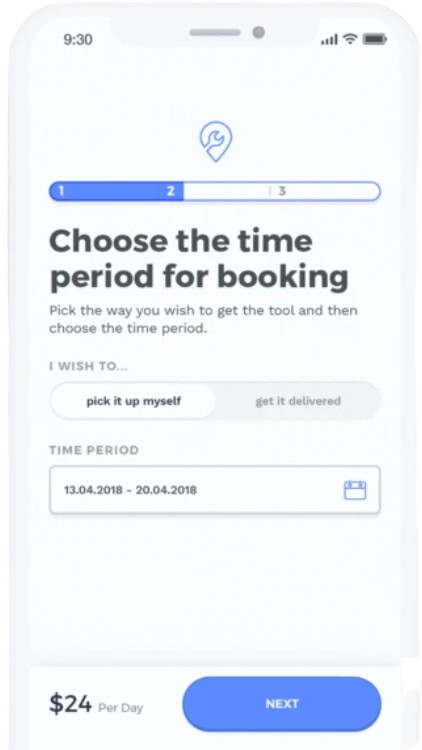 9:30
1 2 3
Choose the time
period for booking
Pick the way you wish to get the tool and then
choose the time period.
I WISH TO...
pick it up myself get it delivered
TIME PERIOD
13.04.2018 - 20.04.2018
$24 Per Day NEXT